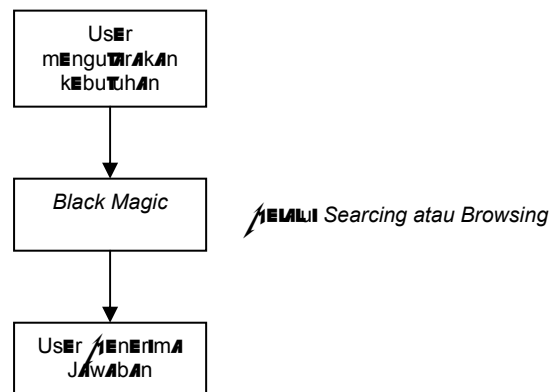 User
mengutarakan
kebutuhan
Black Magic
Melalui Searcing atau Browsing
User Menerima
Jawaban